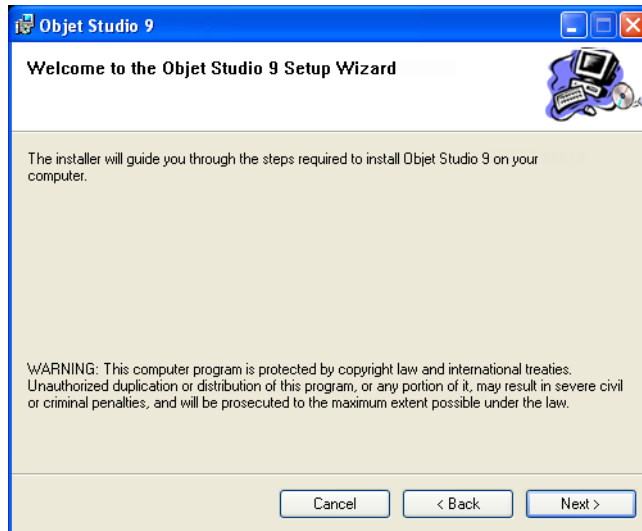 Objet Studio 9
Welcome to the Objet Studio 9 Setup Wizard
The installer will guide you through the steps required to install Objet Studio 9 on your
computer.
WARNING: This computer program is protected by copyright law and international treaties.
Unauthorized duplication or distribution of this program, or any portion of it, may result in severe civil
or criminal penalties, and will be prosecuted to the maximum extent possible under the law.
Cancel
< Back
Next >